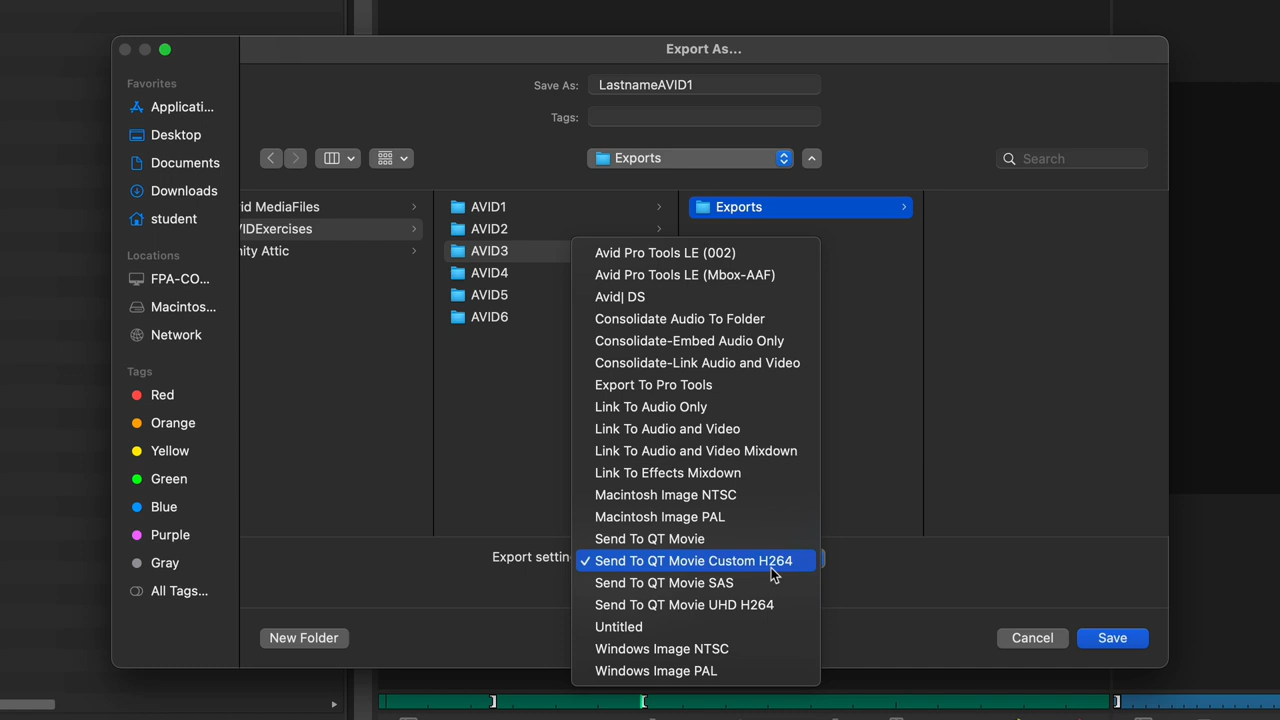 Export As...
Favorites
Applicati...
Desktop
Documents
Downloads
student
Locations
FPA-CO...
Macintos...
Network
Tags
Red
Orange
Yellow
Green
Blue
Purple
Gray
All Tags...
Save As: LastnameAVID1
Tags:
Exports
Search
id MediaFiles
IDExercises
ity Attic
AVID1
AVID2
AVID3
AVID4
AVID5
AVID6
Exports
Avid Pro Tools LE (002)
Avid Pro Tools LE (Mbox-AAF)
Avid| DS
Consolidate Audio To Folder
Consolidate-Embed Audio Only
Consolidate-Link Audio and Video
Export To Pro Tools
Link To Audio Only
Link To Audio and Video
Link To Audio and Video Mixdown
Link To Effects Mixdown
Macintosh Image NTSC
Macintosh Image PAL
Send To QT Movie
Export settin
Send To QT Movie Custom H264
Send To QT Movie SAS
Send To QT Movie UHD H264
Untitled
Windows Image NTSC
Windows Image PAL
New Folder
Cancel
Save